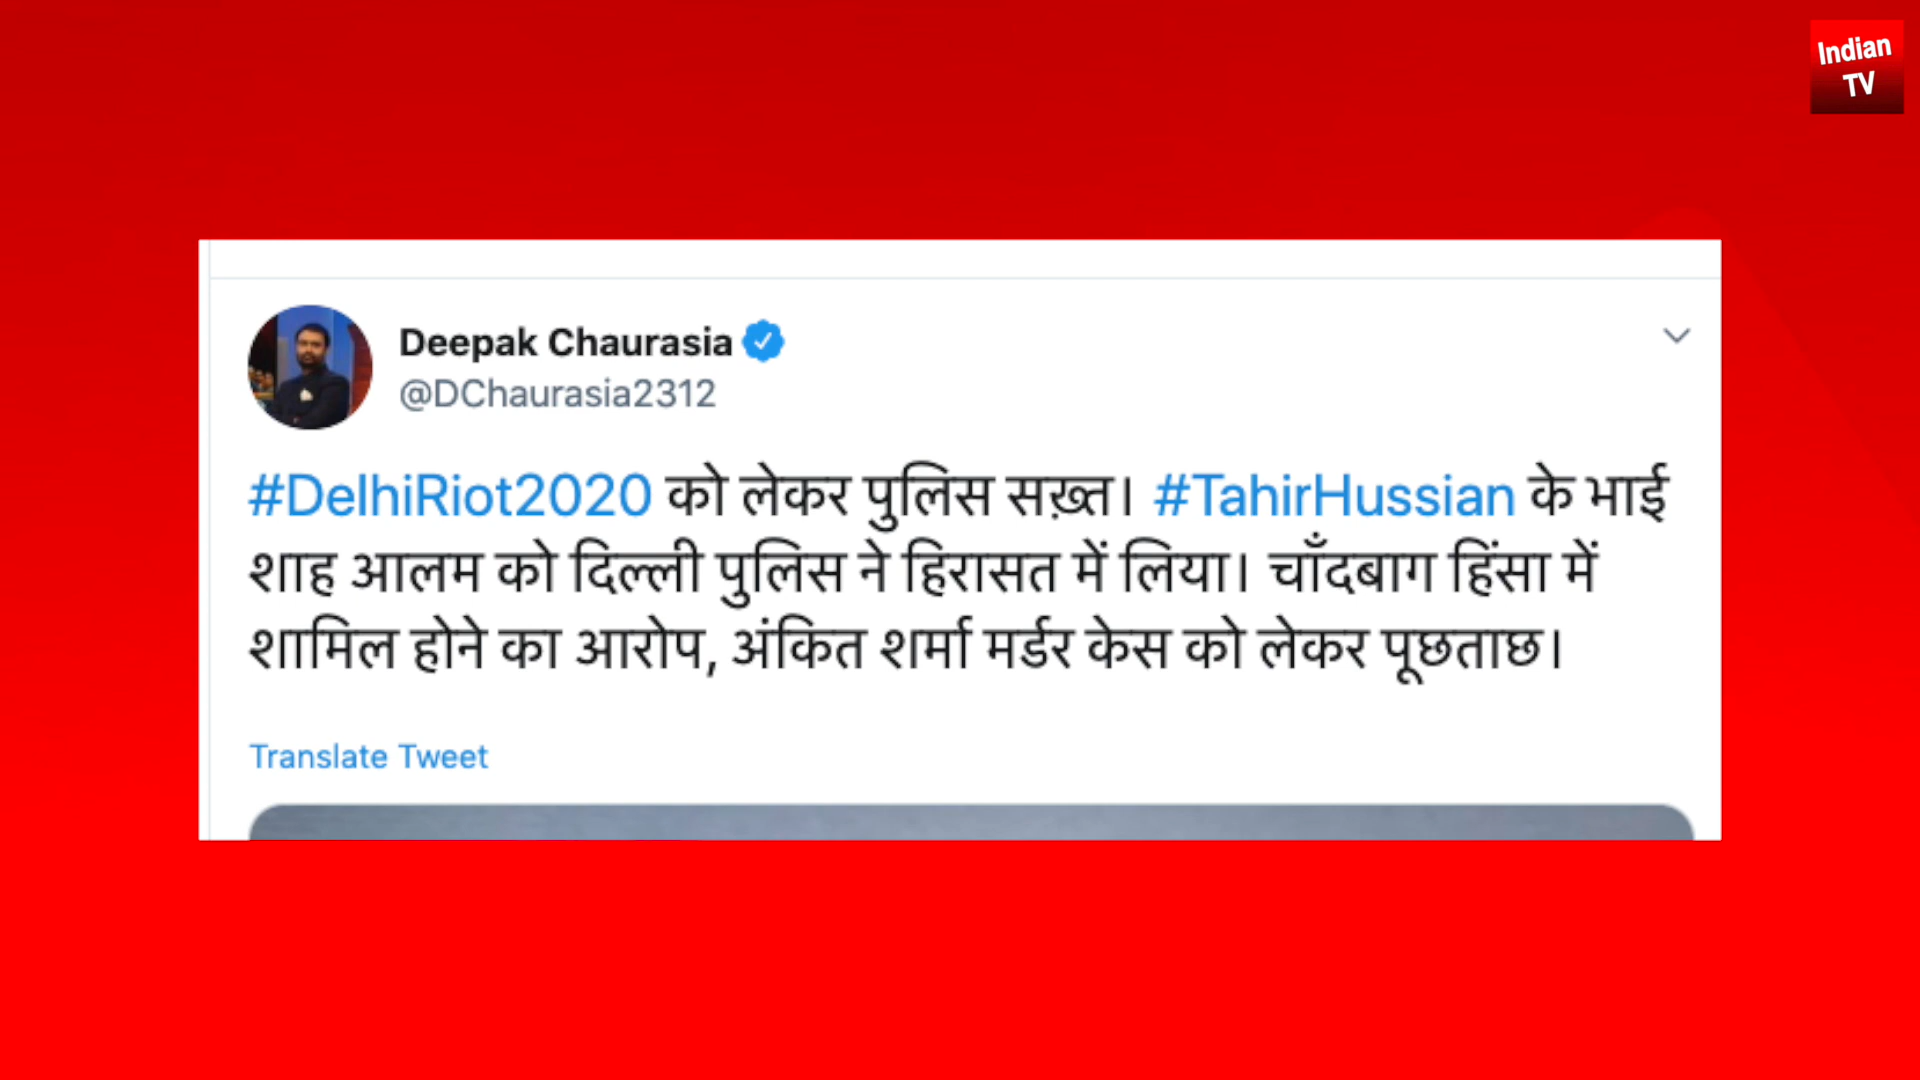 Indian
TV
Deepak Chaurasia
@DChaurasia2312
#DelhiRiot2020 को लेकर पुलिस सख़्त। #TahirHussian के भाई
शाह आलम को दिल्ली पुलिस ने हिरासत में लिया। चाँदबाग हिंसा में
शामिल होने का आरोप, अंकित शर्मा मर्डर केस को लेकर पूछताछ।
Translate Tweet